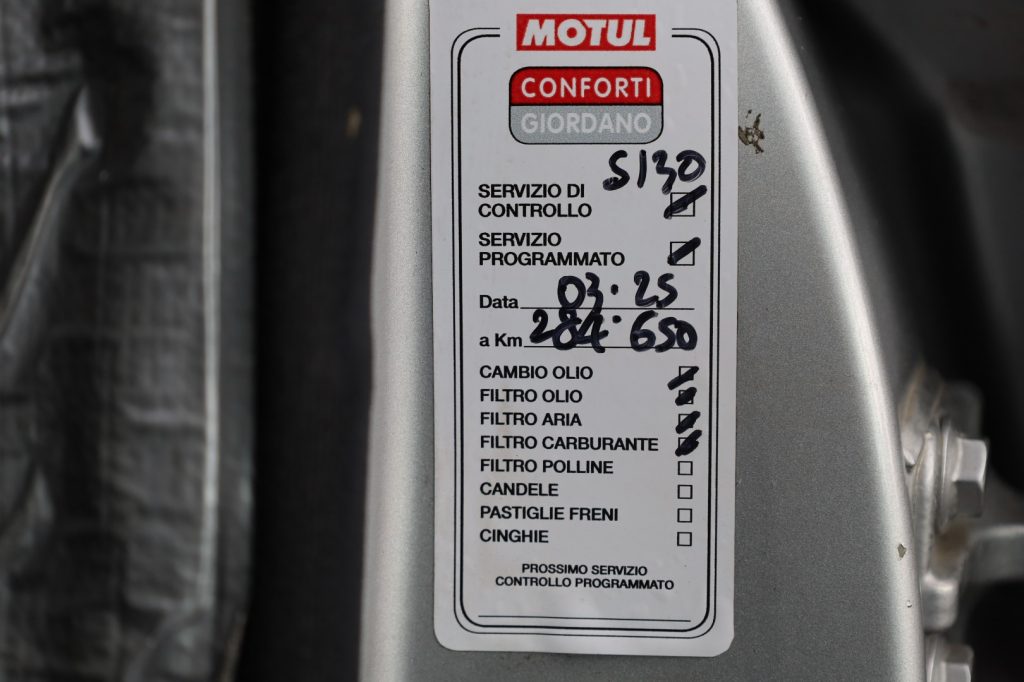 MOTUL
CONFORTI
GIORDANO
5130
SERVIZIO DI
CONTROLLO
SERVIZIO
PROGRAMMATO
Data 03.25
a Km 284.650
CAMBIO OLIO
FILTRO OLIO
FILTRO ARIA
FILTRO CARBURANTE
FILTRO POLLINE
CANDELE
PASTIGLIE FRENI
CINGHIE
PROSSIMO SERVIZIO
CONTROLLO PROGRAMMATO